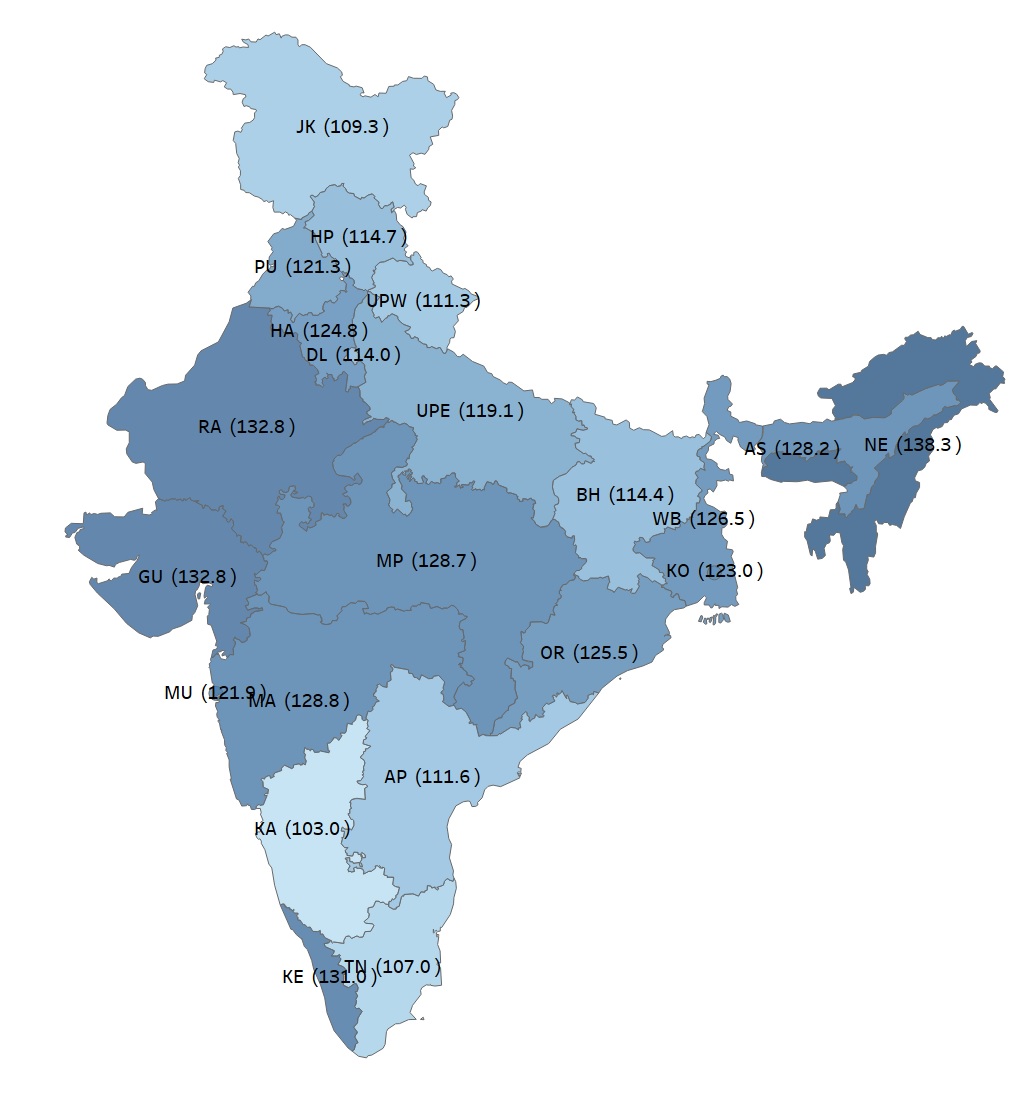 JK (109.3 )
HP (114.7 )
PU (121.3 )
UPW (111.3 )
HA (124.8 )
DL (114.0 )
UPE (119.1 )
RA (132.8 )
AS (128.2 )
NE (138.3 )
BH (114.4 )
WB (126.5 )
MP (128.7 )
KO (123.0 )
GU (132.8 )
OR (125.5 )
MU (121.9 )
MA (128.8 )
AP (111.6 )
KA (103.0 )
TN (107.0 )
KE (131.0 )